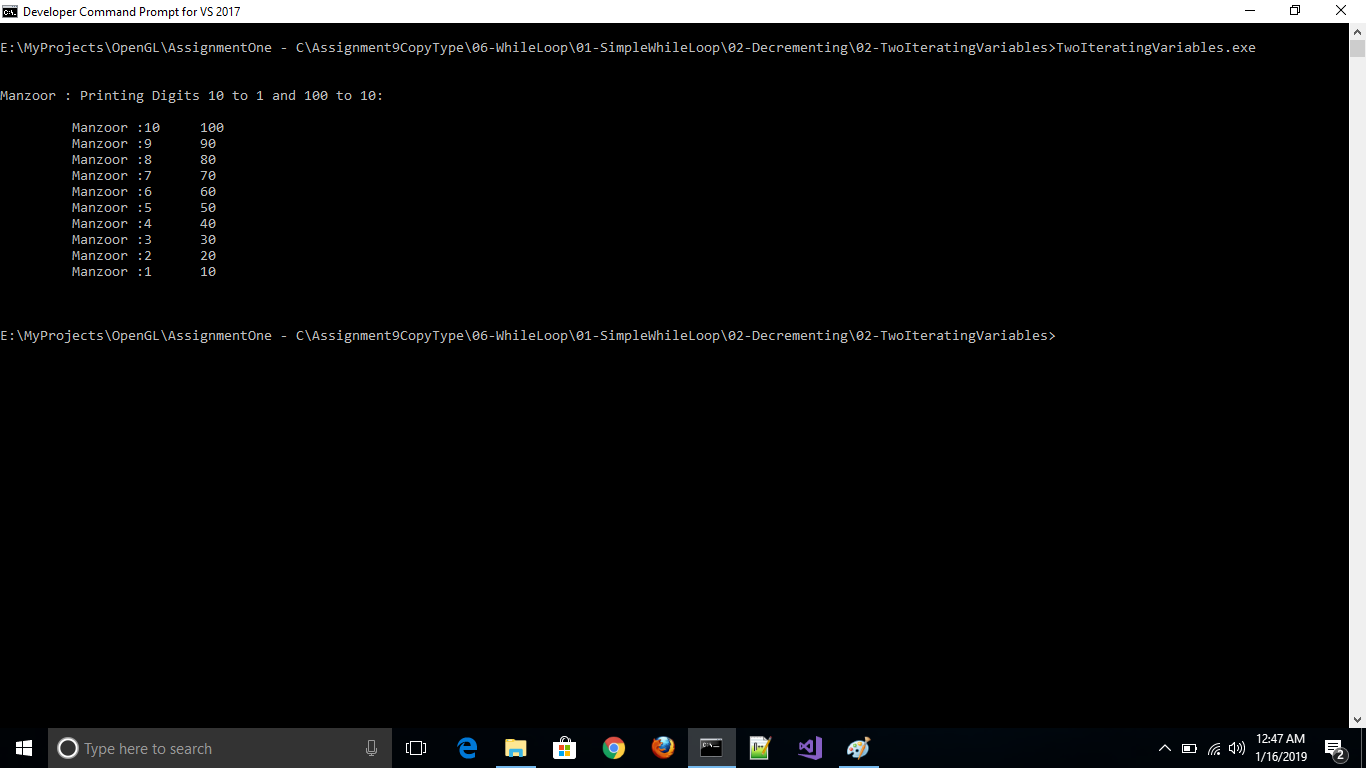 Developer Command Prompt for VS 2017
E:\MyProjects\OpenGL\AssignmentOne - C\Assignment9CopyType\06-WhileLoop\01-SimpleWhileLoop\02-Decrementing\02-TwoIteratingVariables>TwoIteratingVariables.exe
Manzoor : Printing Digits 10 to 1 and 100 to 10:
Manzoor :10 100
Manzoor :9 90
Manzoor :8 80
Manzoor :7 70
Manzoor :6 60
Manzoor :5 50
Manzoor :4 40
Manzoor :3 30
Manzoor :2 20
Manzoor :1 10
E:\MyProjects\OpenGL\AssignmentOne - C\Assignment9CopyType\06-WhileLoop\01-SimpleWhileLoop\02-Decrementing\02-TwoIteratingVariables>
Type here to search
12:47 AM
1/16/2019
2